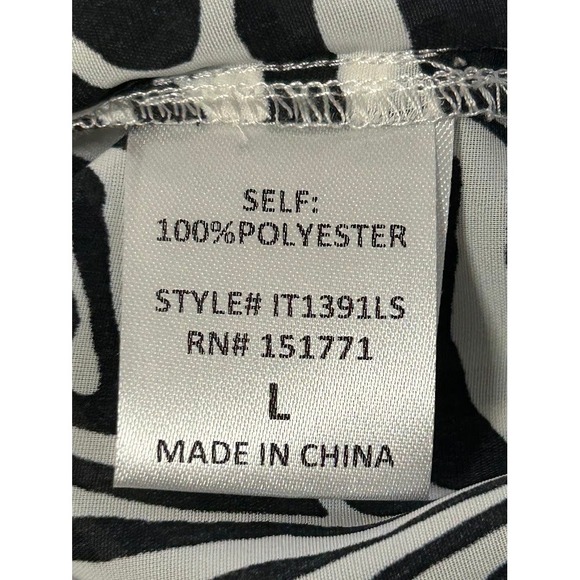 SELF:
100%POLYESTER
STYLE# IT1391LS
RN# 151771
L
MADE IN CHINA